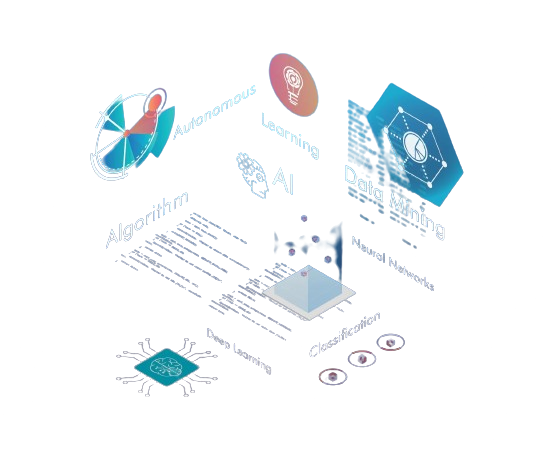 Autonomous
Learning
AI
Data Mining
Algorithm
Neural Networks
Deep Learning
Classification